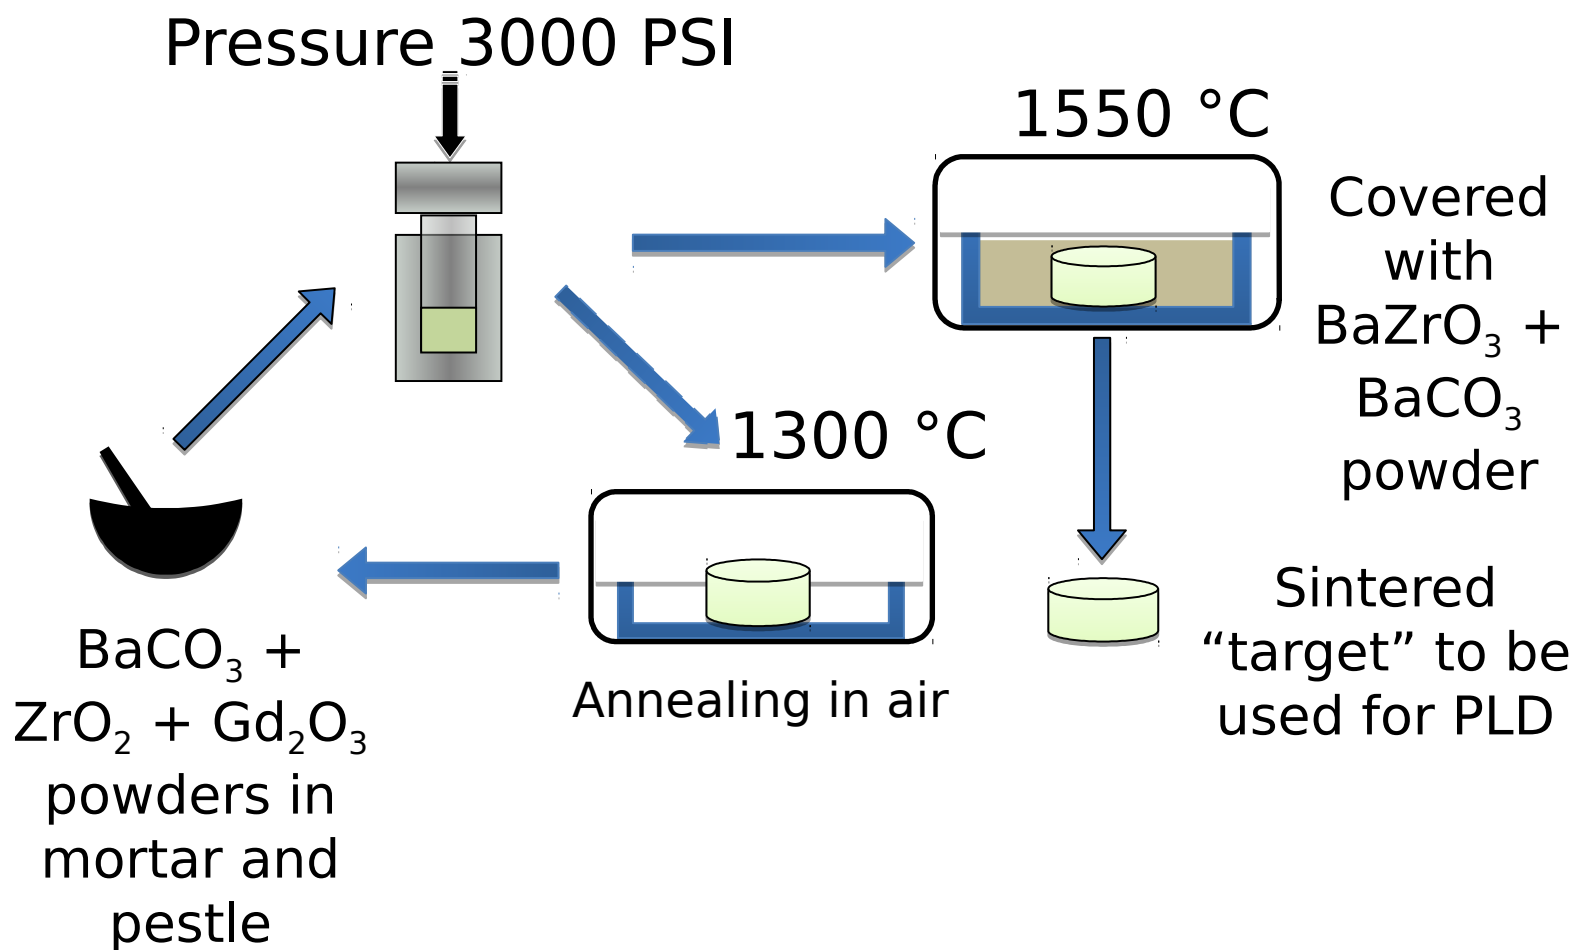 Pressure 3000 PSI
1550 °C
Covered
with
BaZrO₃ +
BaCO₃
powder
1300 °C
Annealing in air
Sintered
“target” to be
used for PLD
BaCO₃ +
ZrO₂ + Gd₂O₃
powders in
mortar and
pestle